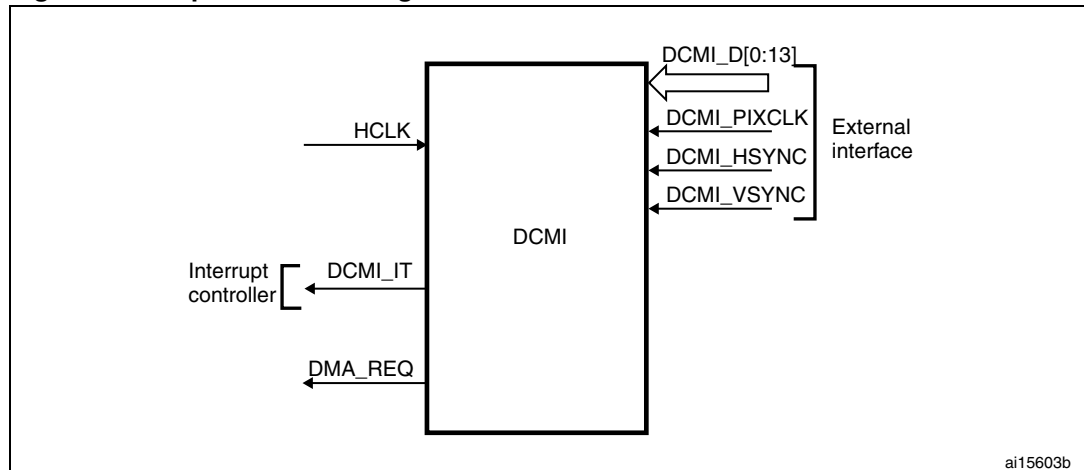 DCMI_D[0:13]
DCMI_PIXCLK
HCLK
External
interface
DCMI_HSYNC
DCMI_VSYNC
DCMI
Interrupt
controller
DCMI_IT
DMA_REQ
ai15603b